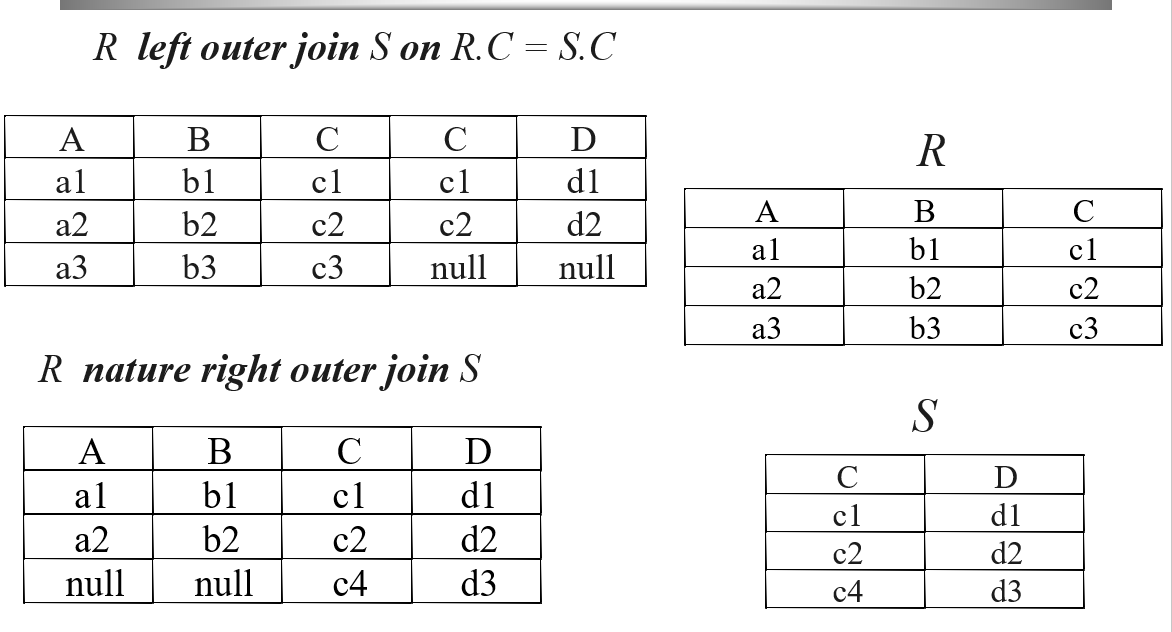 R left outer join S on R.C = S.C
A B C C D
a1 b1 c1 c1 d1
a2 b2 c2 c2 d2
a3 b3 c3 null null
R nature right outer join S
A B C D
a1 b1 c1 d1
a2 b2 c2 d2
null null c4 d3
R
A B C
a1 b1 c1
a2 b2 c2
a3 b3 c3
S
C D
c1 d1
c2 d2
c4 d3